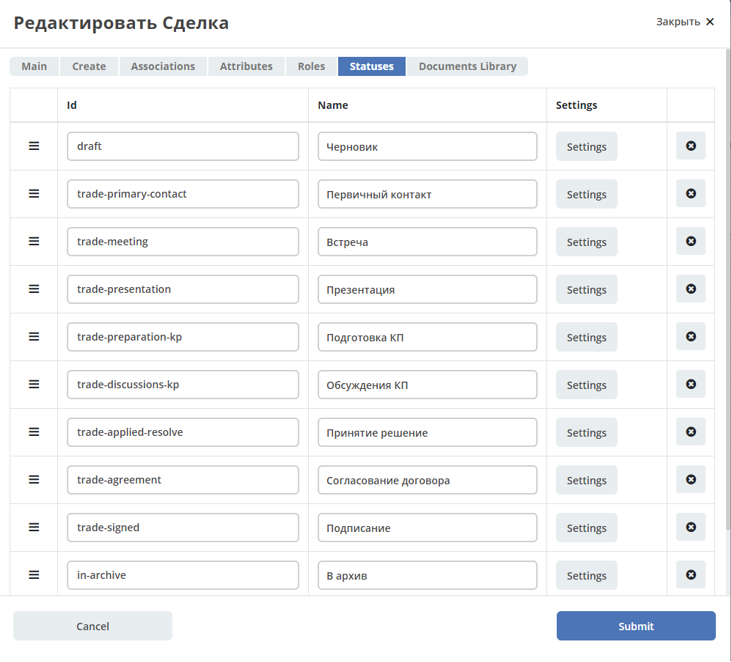 Редактировать Сделка
Закрыть ×
Main Create Associations Attributes Roles Statuses Documents Library
Id Name Settings
draft Черновик Settings
trade-primary-contact Первичный контакт Settings
trade-meeting Встреча Settings
trade-presentation Презентация Settings
trade-preparation-kp Подготовка КП Settings
trade-discussions-kp Обсуждения КП Settings
trade-applied-resolve Принятие решение Settings
trade-agreement Согласование договора Settings
trade-signed Подписание Settings
in-archive В архив Settings
Cancel Submit